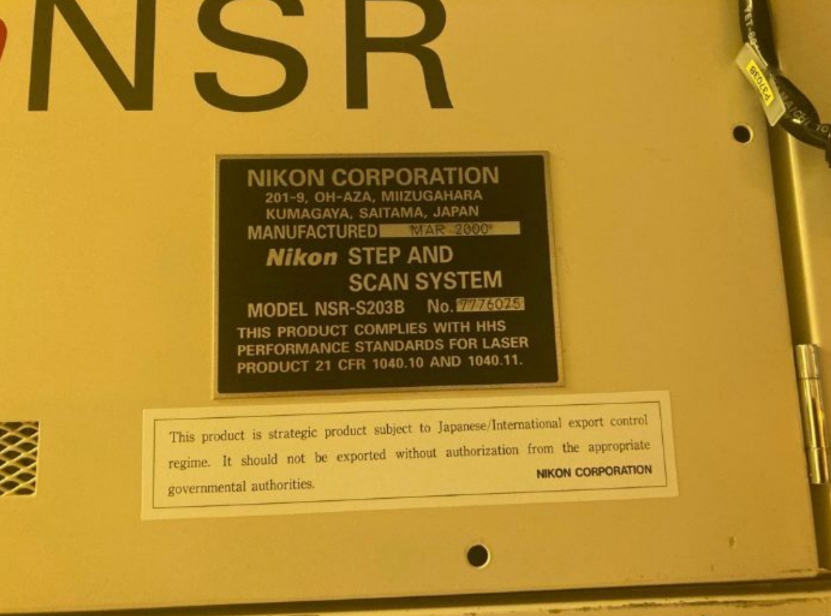 NSR
NIKON CORPORATION
201-9, OH-AZA, MIIZUGAHARA
KUMAGAYA, SAITAMA, JAPAN
MANUFACTURED MAR 2000
Nikon STEP AND
SCAN SYSTEM
MODEL NSR-S203B No. 7776025
THIS PRODUCT COMPLIES WITH HHS
PERFORMANCE STANDARDS FOR LASER
PRODUCT 21 CFR 1040.10 AND 1040.11.
This product is strategic product subject to Japanese/International export control
regime. It should not be exported without authorization from the appropriate
governmental authorities.
NIKON CORPORATION
P3703B